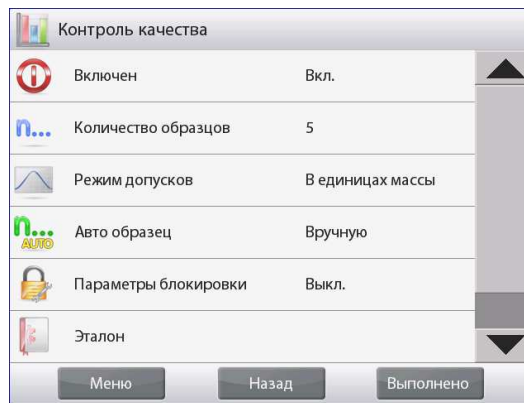 Контроль качества
Включен Вкл.
n... Количество образцов 5
Режим допусков В единицах массы
n... AUTO Авто образец Вручную
Параметры блокировки Выкл.
Эталон
Меню Назад Выполнено